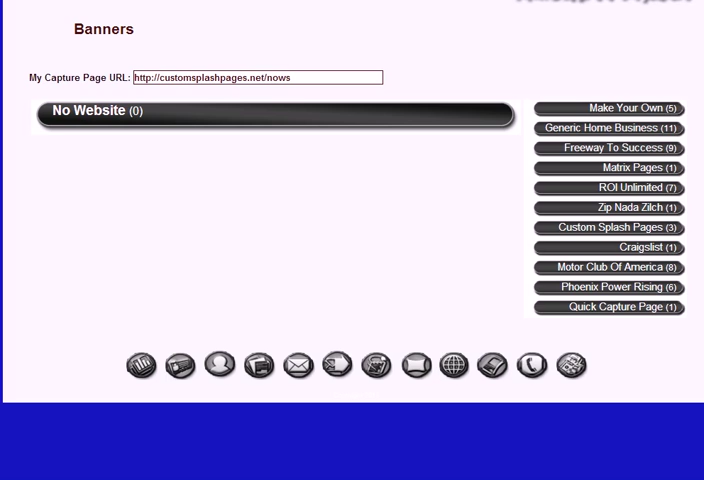 Banners
My Capture Page URL: http://customsplashpages.net/nows
No Website (0)
Make Your Own (5)
Generic Home Business (11)
Freeway To Success (9)
Matrix Pages (1)
ROI Unlimited (7)
Zip Nada Zilch (1)
Custom Splash Pages (3)
Craigslist (1)
Motor Club Of America (8)
Phoenix Power Rising (6)
Quick Capture Page (1)